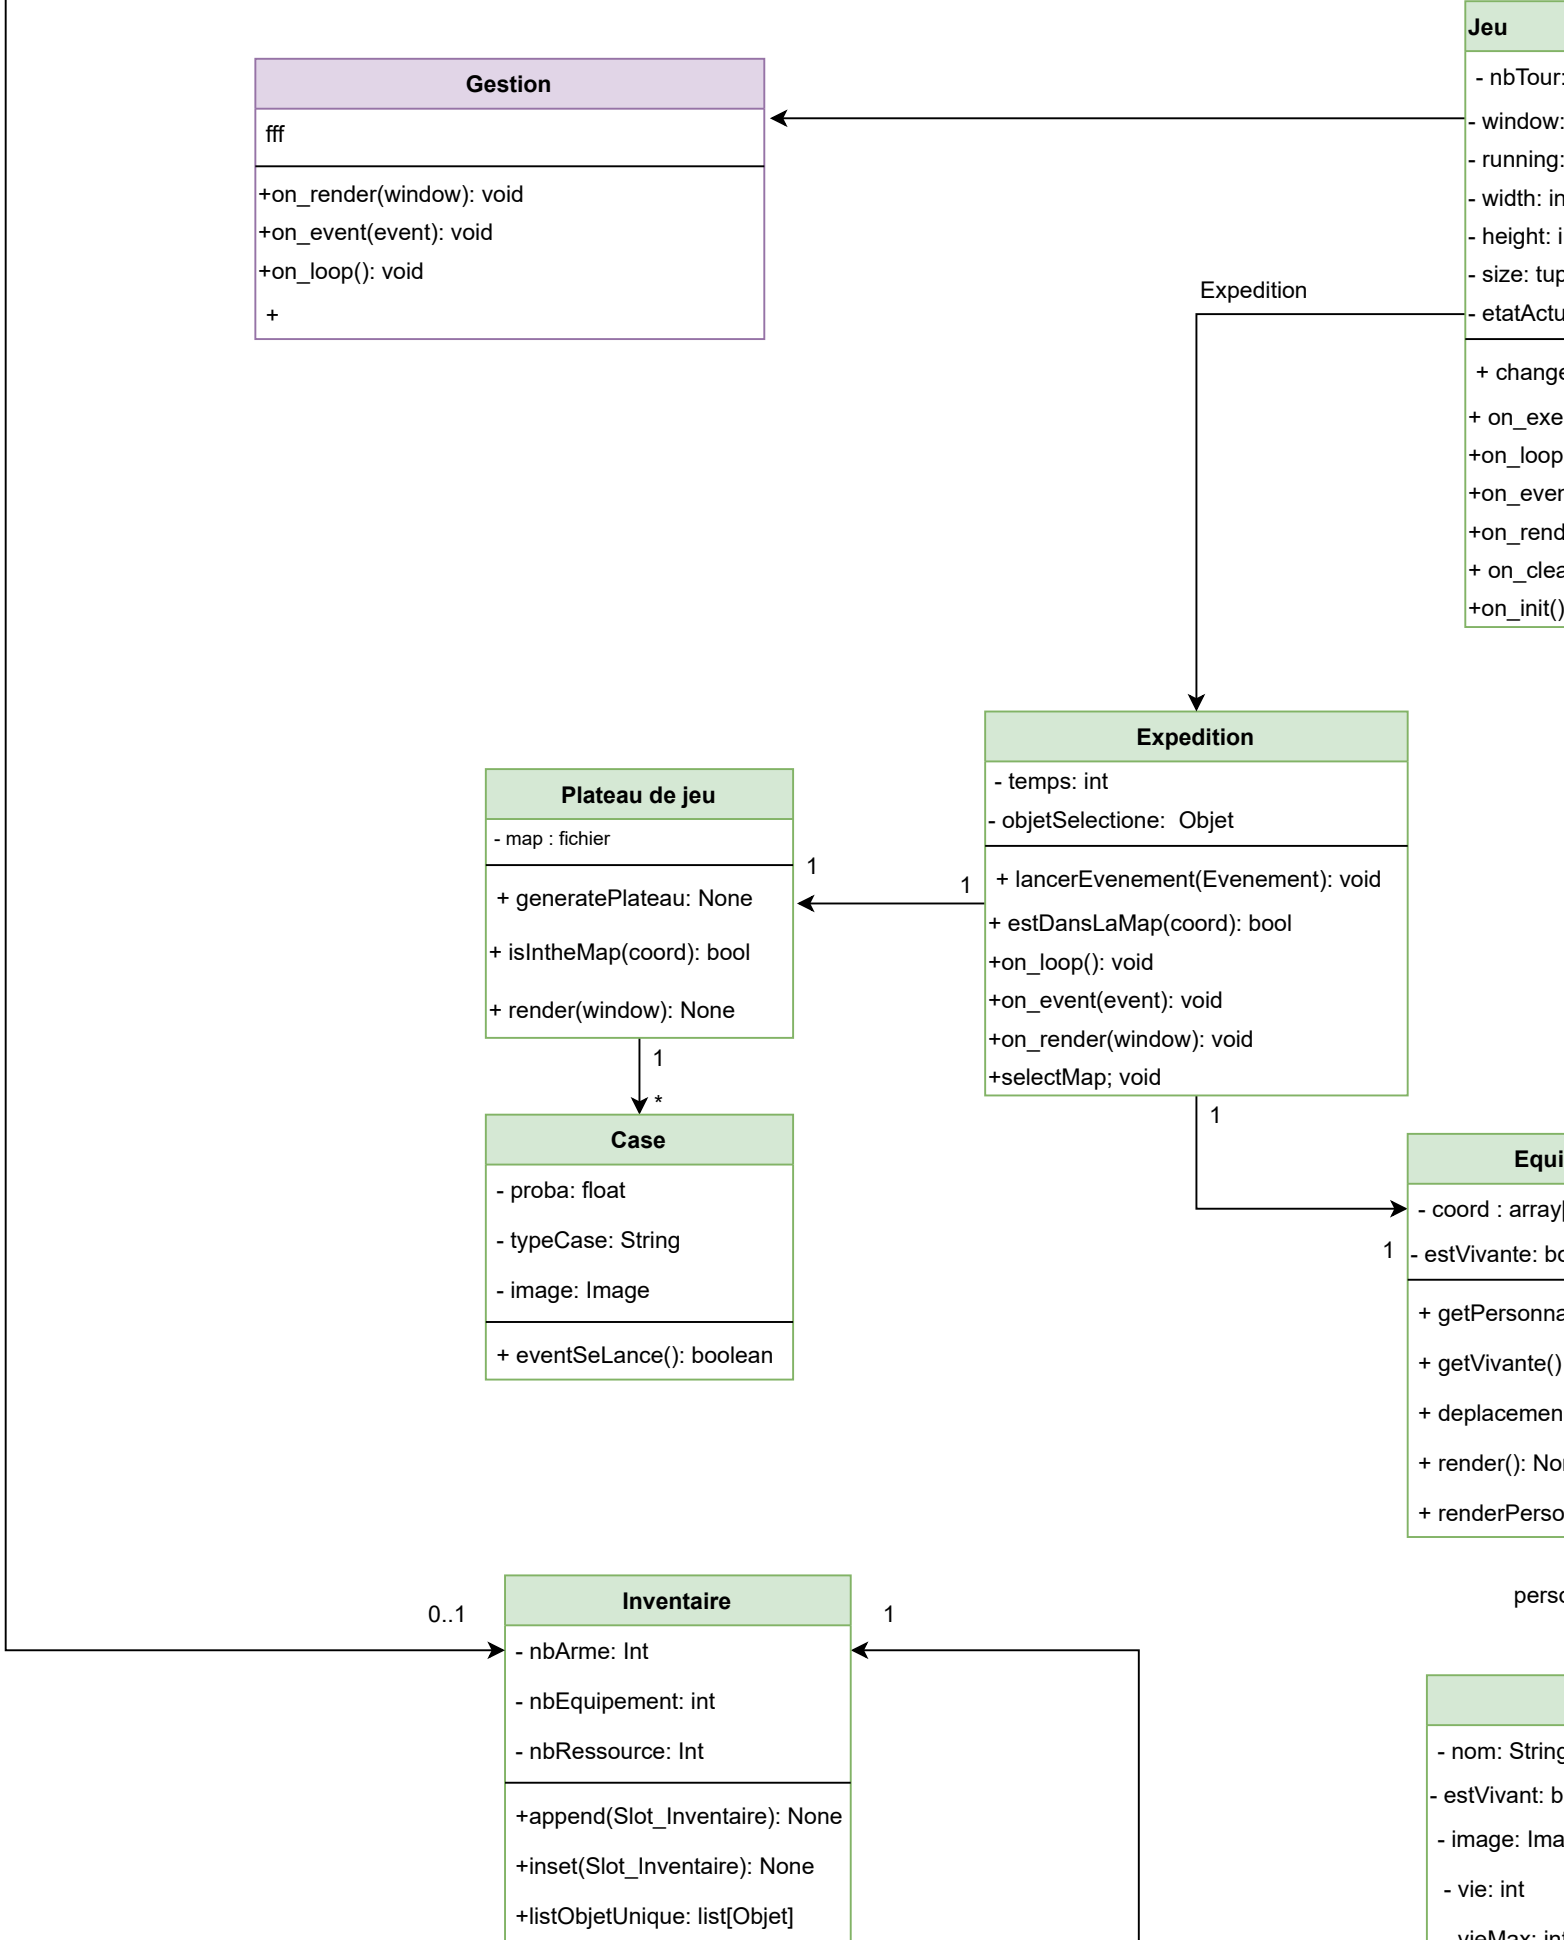 Gestion
fff
+on_render(window): void
+on_event(event): void
+on_loop(): void
+
Jeu
- nbTour:
- window:
- running:
- width: in
- height: i
- size: tup
- etatActu
+ change
+ on_exe
+on_loop
+on_ever
+on_rend
+ on_clea
+on_init()
Expedition
Expedition
- temps: int
- objetSelectione: Objet
+ lancerEvenement(Evenement): void
+ estDansLaMap(coord): bool
+on_loop(): void
+on_event(event): void
+on_render(window): void
+selectMap; void
Plateau de jeu
- map : fichier
+ generatePlateau: None
+ isIntheMap(coord): bool
+ render(window): None
1
1
1
*
Case
- proba: float
- typeCase: String
- image: Image
+ eventSeLance(): boolean
1
1
Equi
- coord : array[
- estVivante: bo
+ getPersonna
+ getVivante()
+ deplacemen
+ render(): No
+ renderPerso
perso
0..1
1
Inventaire
- nbArme: Int
- nbEquipement: int
- nbRessource: Int
+append(Slot_Inventaire): None
+inset(Slot_Inventaire): None
+listObjetUnique: list[Objet]
- nom: String
- estVivant: b
- image: Ima
- vie: int
vieMax: int